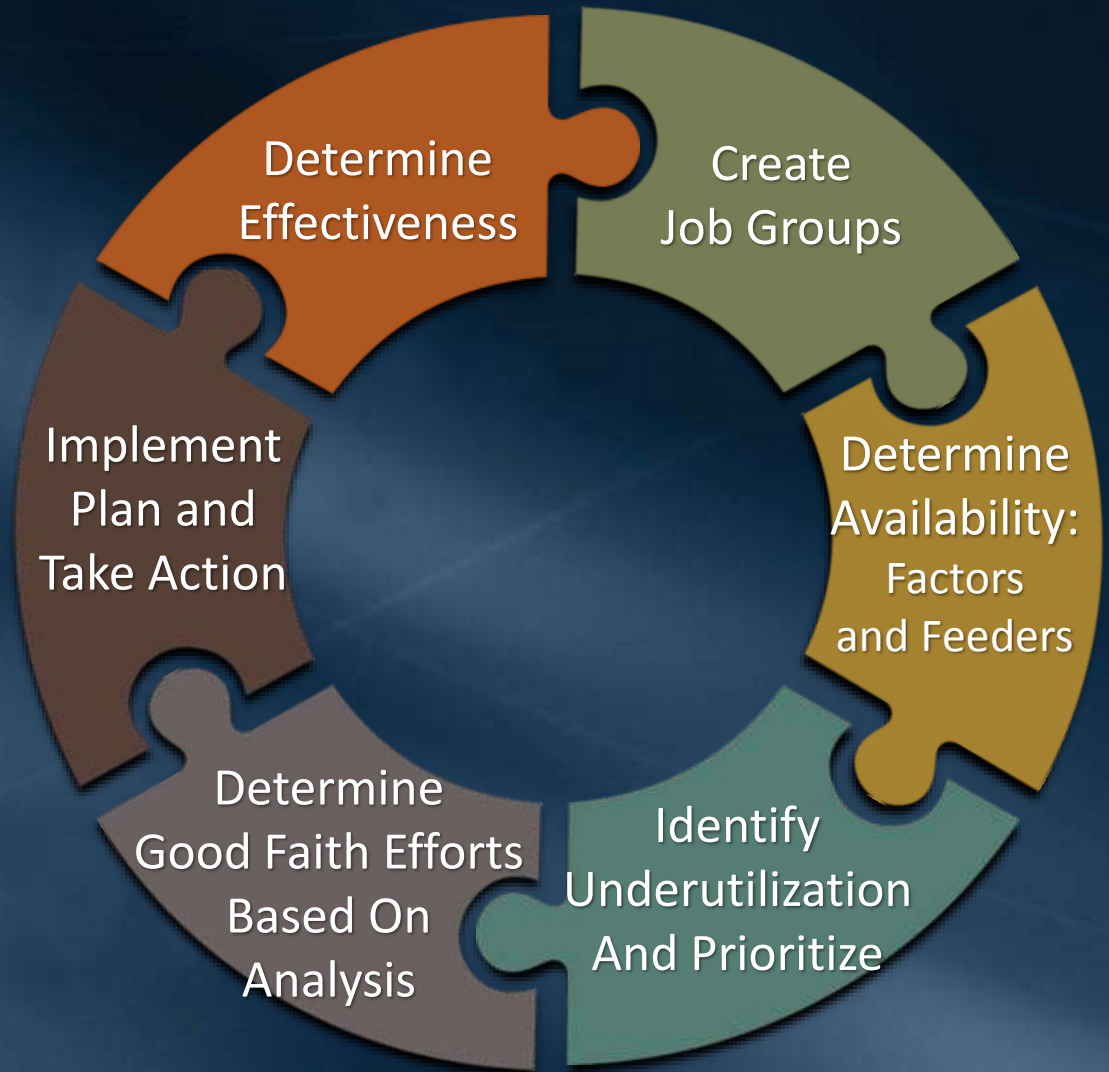 Determine
Effectiveness
Create
Job Groups
Determine
Availability:
Factors
and Feeders
Identify
Underutilization
And Prioritize
Determine
Good Faith Efforts
Based On
Analysis
Implement
Plan and
Take Action